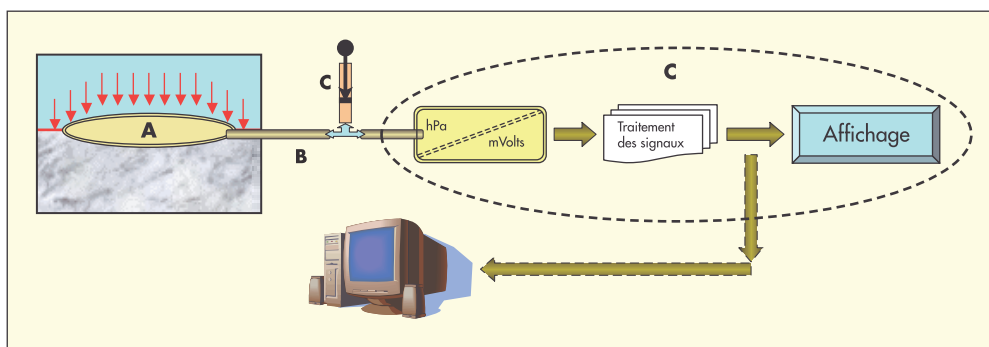 A
B
C
C
hPa
mVolts
Traitement
des signaux
Affichage